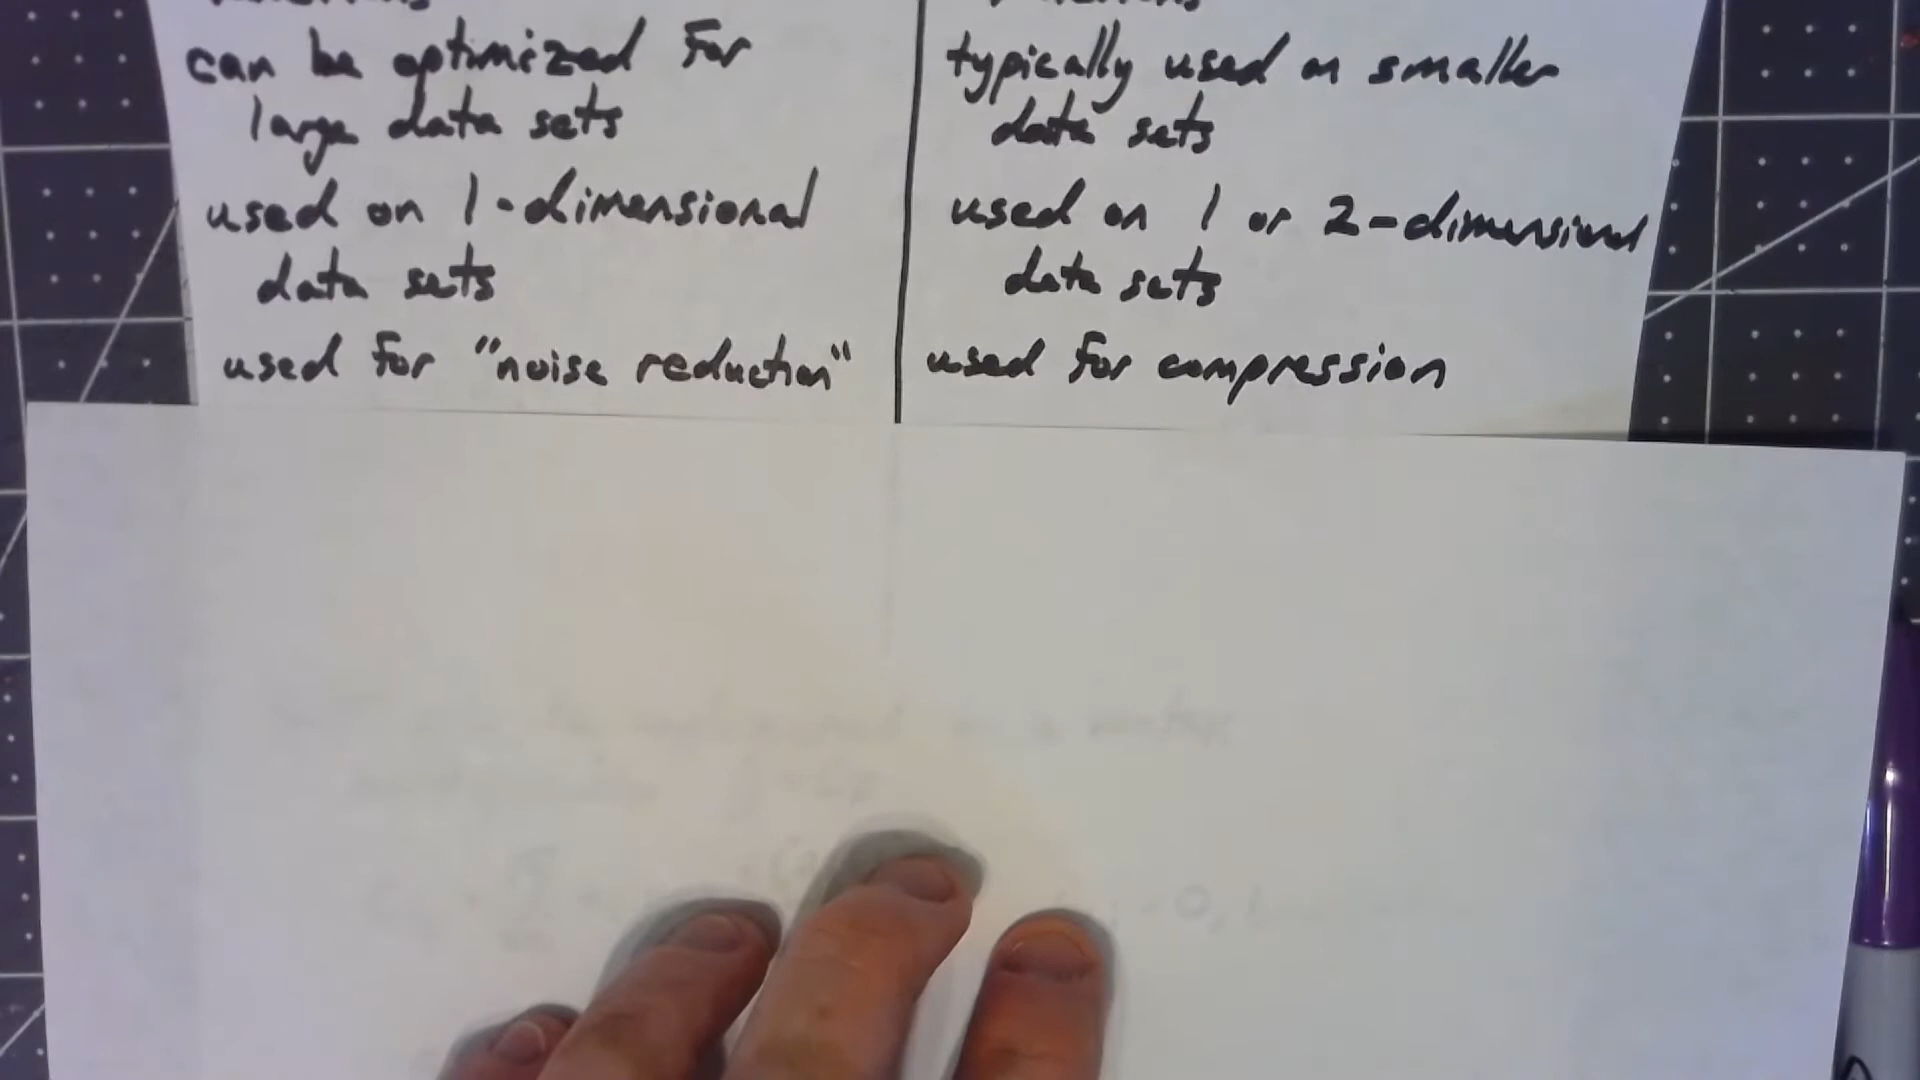 can be optimized for
large data sets
used on 1-dimensional
data sets
used for "noise reduction"
typically used on smaller
data sets
used on 1 or 2-dimensional
data sets
used for compression